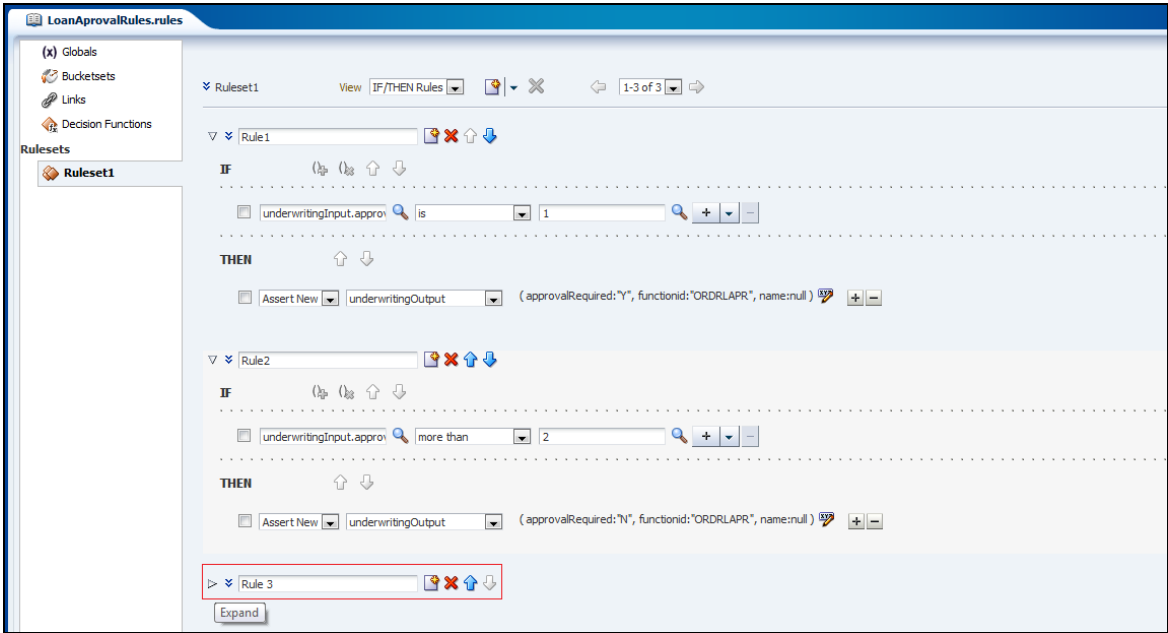 LoanAprovalRules.rules
(x) Globals
Bucketsets
Links
Decision Functions
Rulesets
Ruleset1
Ruleset1 View IF/THEN Rules 1-3 of 3
Rule1
IF
underwritingInput.approv is 1
THEN
Assert New underwritingOutput ( approvalRequired:"Y", functionid:"ORDRLAPR", name:null )
Rule2
IF
underwritingInput.approv more than 2
THEN
Assert New underwritingOutput ( approvalRequired:"N", functionid:"ORDRLAPR", name:null )
Rule 3
Expand